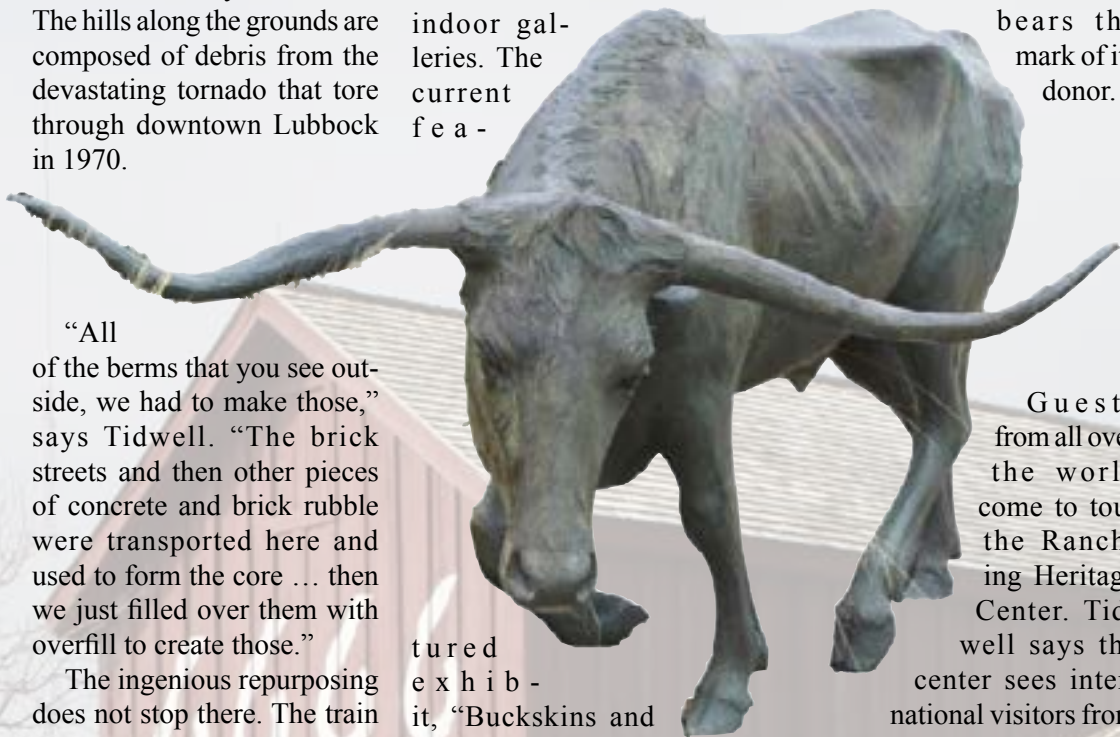 The hills along the grounds are
composed of debris from the
devastating tornado that tore
through downtown Lubbock
in 1970.
“All
of the berms that you see out-
side, we had to make those,”
says Tidwell. “The brick
streets and then other pieces
of concrete and brick rubble
were transported here and
used to form the core … then
we just filled over them with
overfill to create those.”
The ingenious repurposing
does not stop there. The train
indoor gal-
leries. The
current
fea-
tured
exhib-
it, “Buckskins and
bears th
mark of it
donor.
Guest
from all ove
the worl
come to tou
the Ranch
ing Heritag
Center. Tid
well says th
center sees inter
national visitors from